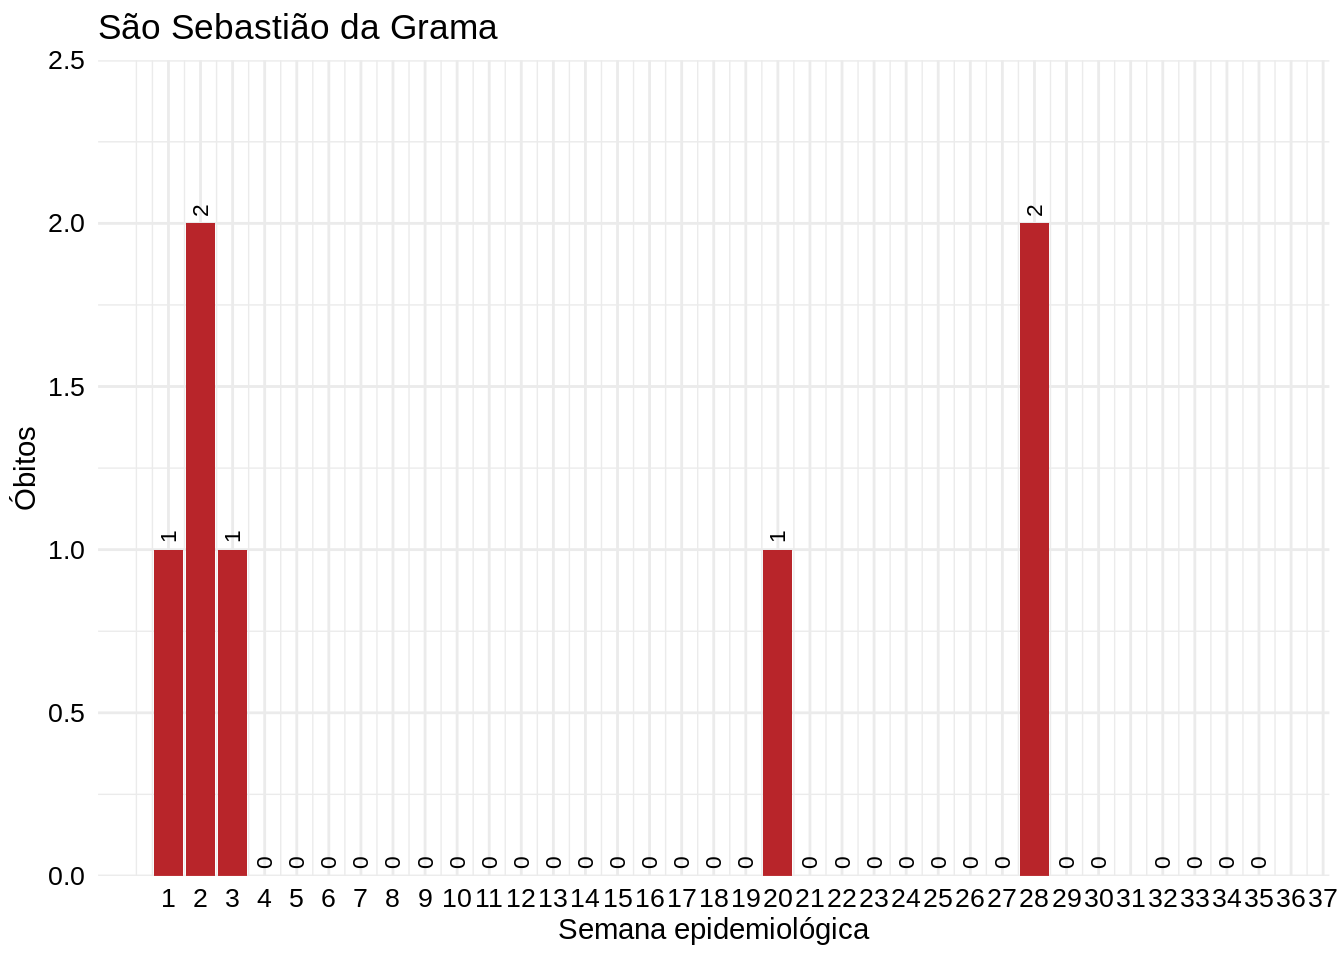 São Sebastião da Grama
2.5
2.0
1.5
1.0
0.5
0.0
Óbitos
1 2 1 0 0 0 0 0 0 0 0 0 0 0 0 0 0 0 0 1 0 0 0 0 0 0 0 2 0 0 0 0 0 0
1 2 3 4 5 6 7 8 9 10 11 12 13 14 15 16 17 18 19 20 21 22 23 24 25 26 27 28 29 30 31 32 33 34 35 36 37
Semana epidemiológica